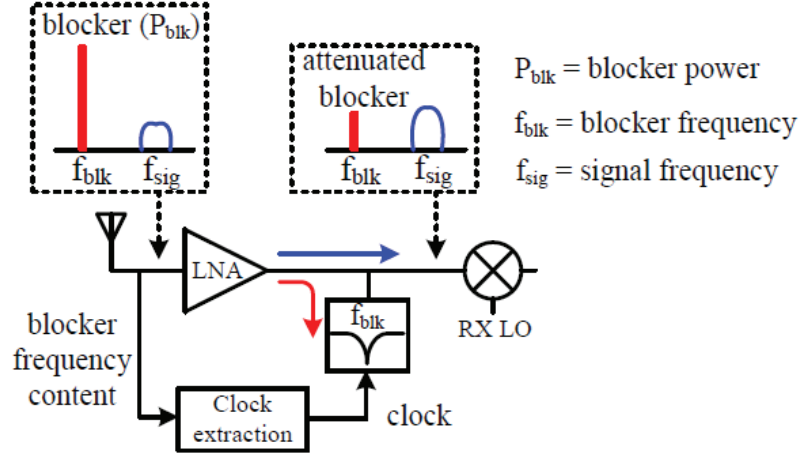 blocker (Pblk)
fblk
fsig
attenuated
blocker
fblk
fsig
Pblk = blocker power
fblk = blocker frequency
fsig = signal frequency
LNA
fblk
RX LO
blocker
frequency
content
Clock
extraction
clock